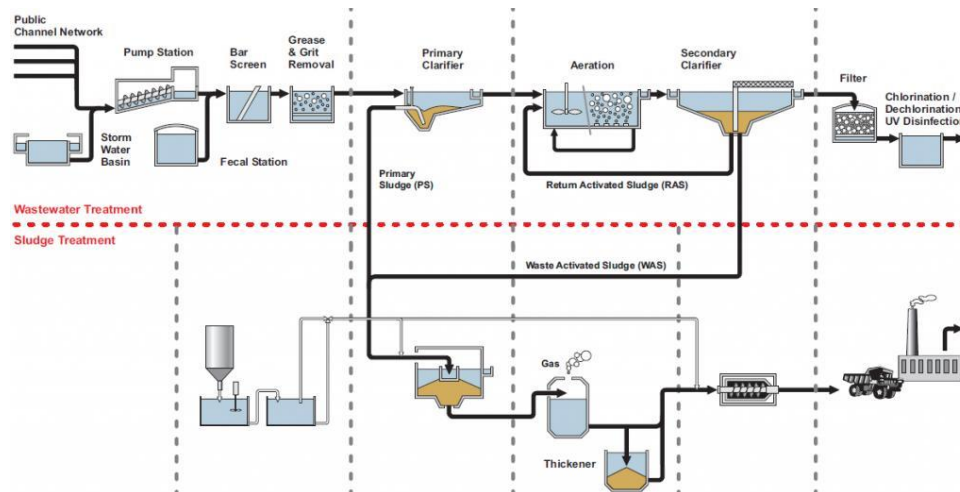 Public
Channel Network
Pump Station
Bar
Screen
Grease
& Grit
Removal
Primary
Clarifier
Aeration
Secondary
Clarifier
Filter
Chlorination /
Dechlorination
UV Disinfection
Storm
Water
Basin
Fecal Station
Primary
Sludge (PS)
Return Activated Sludge (RAS)
Wastewater Treatment
Sludge Treatment
Waste Activated Sludge (WAS)
Gas
Thickener